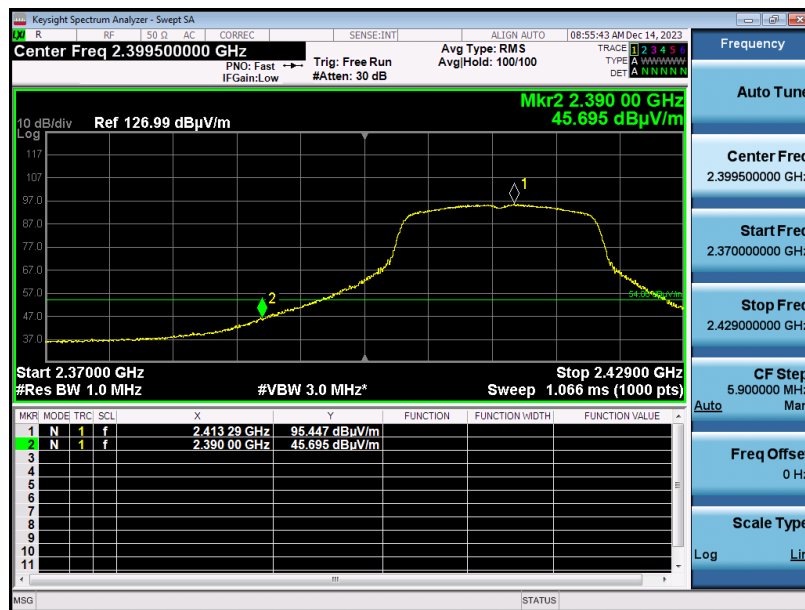 Keysight Spectrum Analyzer - Swept SA
LXI R RF 50 Ω AC CORREC SENSE:INT ALIGN AUTO 08:55:43 AM Dec 14, 2023
Center Freq 2.399500000 GHz
PNO: Fast
IFGain:Low
Trig: Free Run
#Atten: 30 dB
Avg Type: RMS
Avg|Hold: 100/100
TRACE 1 2 3 4 5 6
TYPE A W W W W W
DET A N N N N N
Mkr2 2.390 00 GHz
45.695 dBµV/m
10 dB/div Ref 126.99 dBµV/m
Log
117
107
97.0
87.0
77.0
67.0
57.0
47.0
37.0
1
2
Start 2.37000 GHz Stop 2.42900 GHz
#Res BW 1.0 MHz #VBW 3.0 MHz* Sweep 1.066 ms (1000 pts)
MKR MODE TRC SCL X Y FUNCTION FUNCTION WIDTH FUNCTION VALUE
1 N 1 f 2.413 29 GHz 95.447 dBµV/m
2 N 1 f 2.390 00 GHz 45.695 dBµV/m
3
4
5
6
7
8
9
10
11
MSG STATUS
Frequency
Auto Tune
Center Freq
2.399500000 GHz
Start Freq
2.370000000 GHz
Stop Freq
2.429000000 GHz
CF Step
5.900000 MHz
Auto Man
Freq Offset
0 Hz
Scale Type
Log Lin